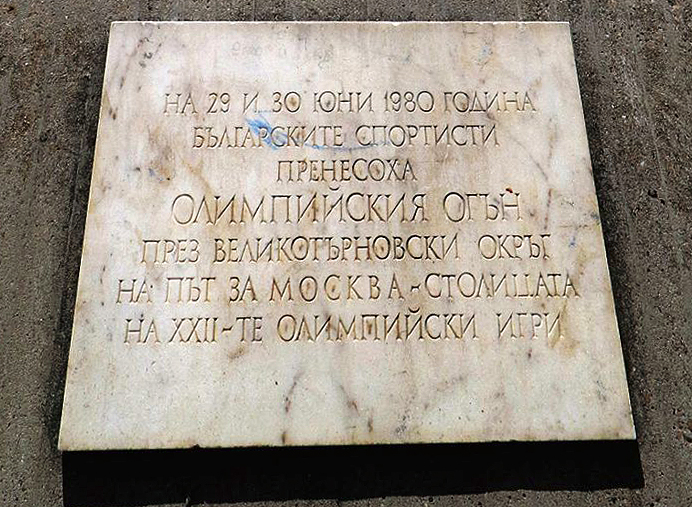 НА 29 И 30 ЮНИ 1980 ГОДИНА
БЪЛГАРСКИТЕ СПОРТИСТИ
ПРЕНЕСОХА
ОЛИМПИЙСКИЯ ОГЪН
ПРЕЗ ВЕЛИКОТЪРНОВСКИ ОКРЪГ
НА ПЪТ ЗА МОСКВА-СТОЛИЦАТА
НА XXII-ТЕ ОЛИМПИЙСКИ ИГРИ